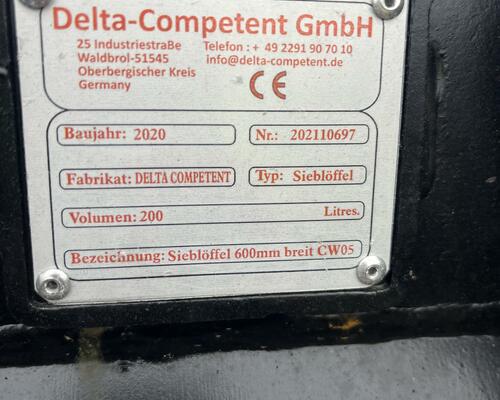 Delta-Competent GmbH
25 Industriestraße Telefon : + 49 2291 90 70 10
Waldbrol-51545 info@delta-competent.de
Oberbergischer Kreis
Germany
CE
Baujahr: 2020 Nr.: 202110697
Fabrikat: DELTA COMPETENT Typ: Sieblöffel
Volumen: 200 Litres.
Bezeichnung: Sieblöffel 600mm breit CW05